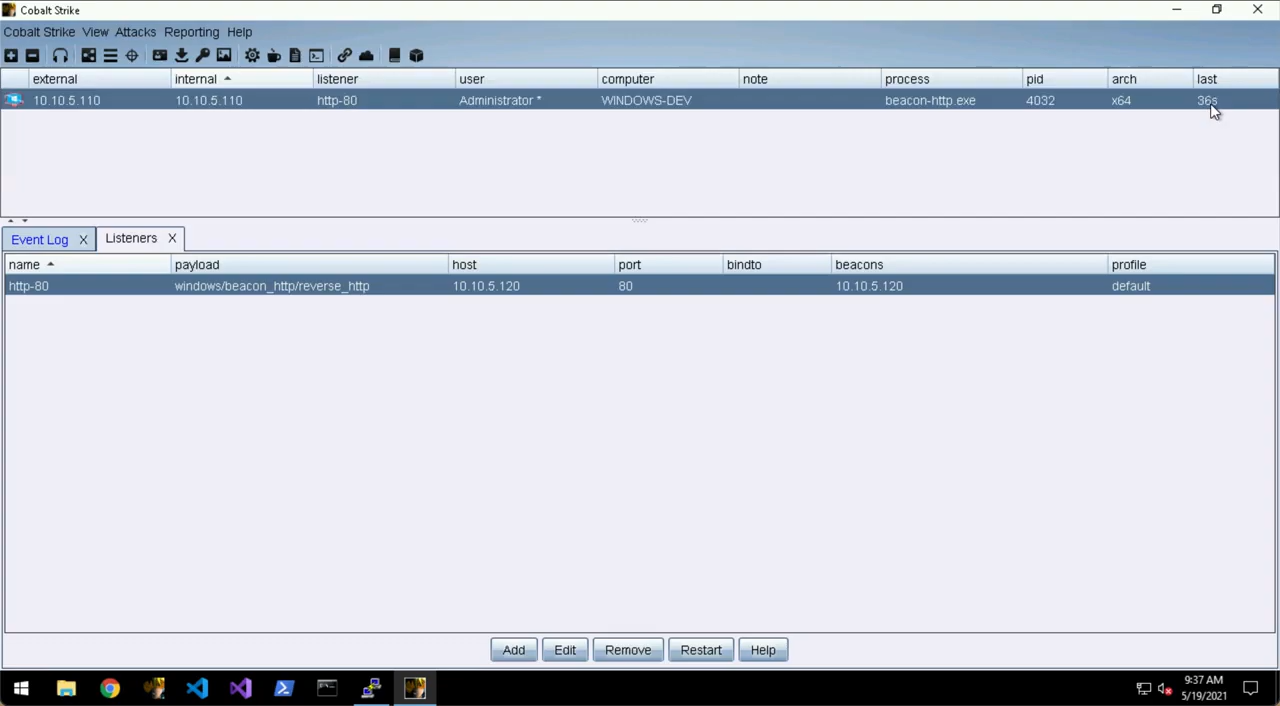 Cobalt Strike
Cobalt Strike View Attacks Reporting Help
external internal listener user computer note process pid arch last
10.10.5.110 10.10.5.110 http-80 Administrator * WINDOWS-DEV beacon-http.exe 4032 x64 36s
Event Log X Listeners X
name payload host port bindto beacons profile
http-80 windows/beacon_http/reverse_http 10.10.5.120 80 10.10.5.120 default
Add Edit Remove Restart Help
9:37 AM
5/19/2021